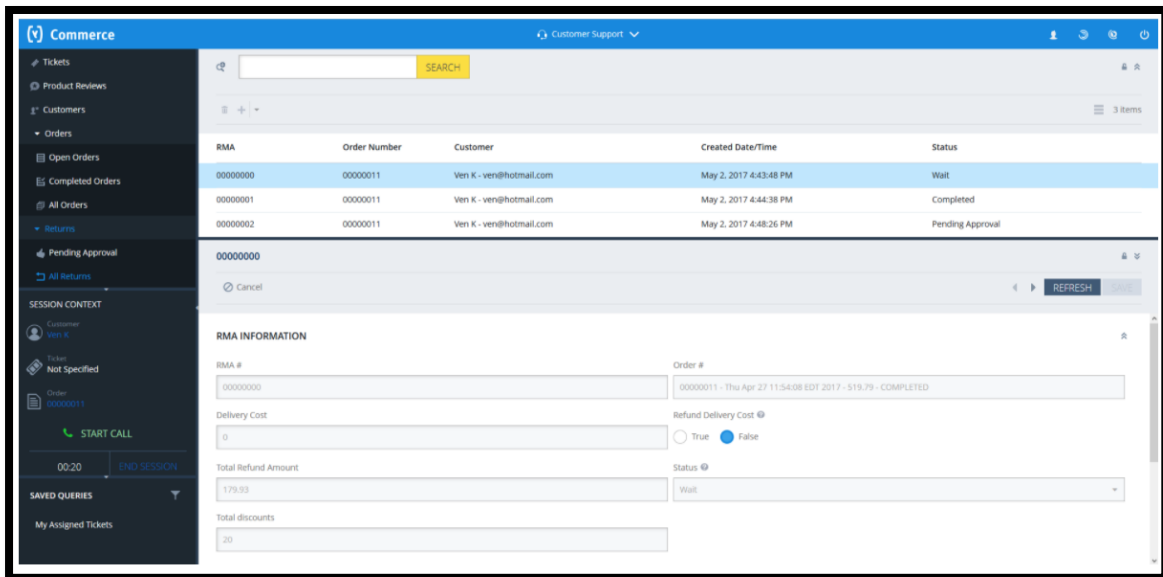 (Y) Commerce
Customer Support
Tickets
Product Reviews
Customers
Orders
Open Orders
Completed Orders
All Orders
Returns
Pending Approval
All Returns
SESSION CONTEXT
Customer
Ven K
Ticket
Not Specified
Order
00000011
START CALL
00:20 END SESSION
SAVED QUERIES
My Assigned Tickets
SEARCH
3 items
RMA Order Number Customer Created Date/Time Status
00000000 00000011 Ven K - ven@hotmail.com May 2, 2017 4:43:48 PM Wait
00000001 00000011 Ven K - ven@hotmail.com May 2, 2017 4:44:38 PM Completed
00000002 00000011 Ven K - ven@hotmail.com May 2, 2017 4:48:26 PM Pending Approval
00000000
Cancel REFRESH SAVE
RMA INFORMATION
RMA # Order #
00000000 00000011 - Thu Apr 27 11:54:08 EDT 2017 - 519.79 - COMPLETED
Delivery Cost Refund Delivery Cost
0 True False
Total Refund Amount Status
179.93 Wait
Total discounts
20